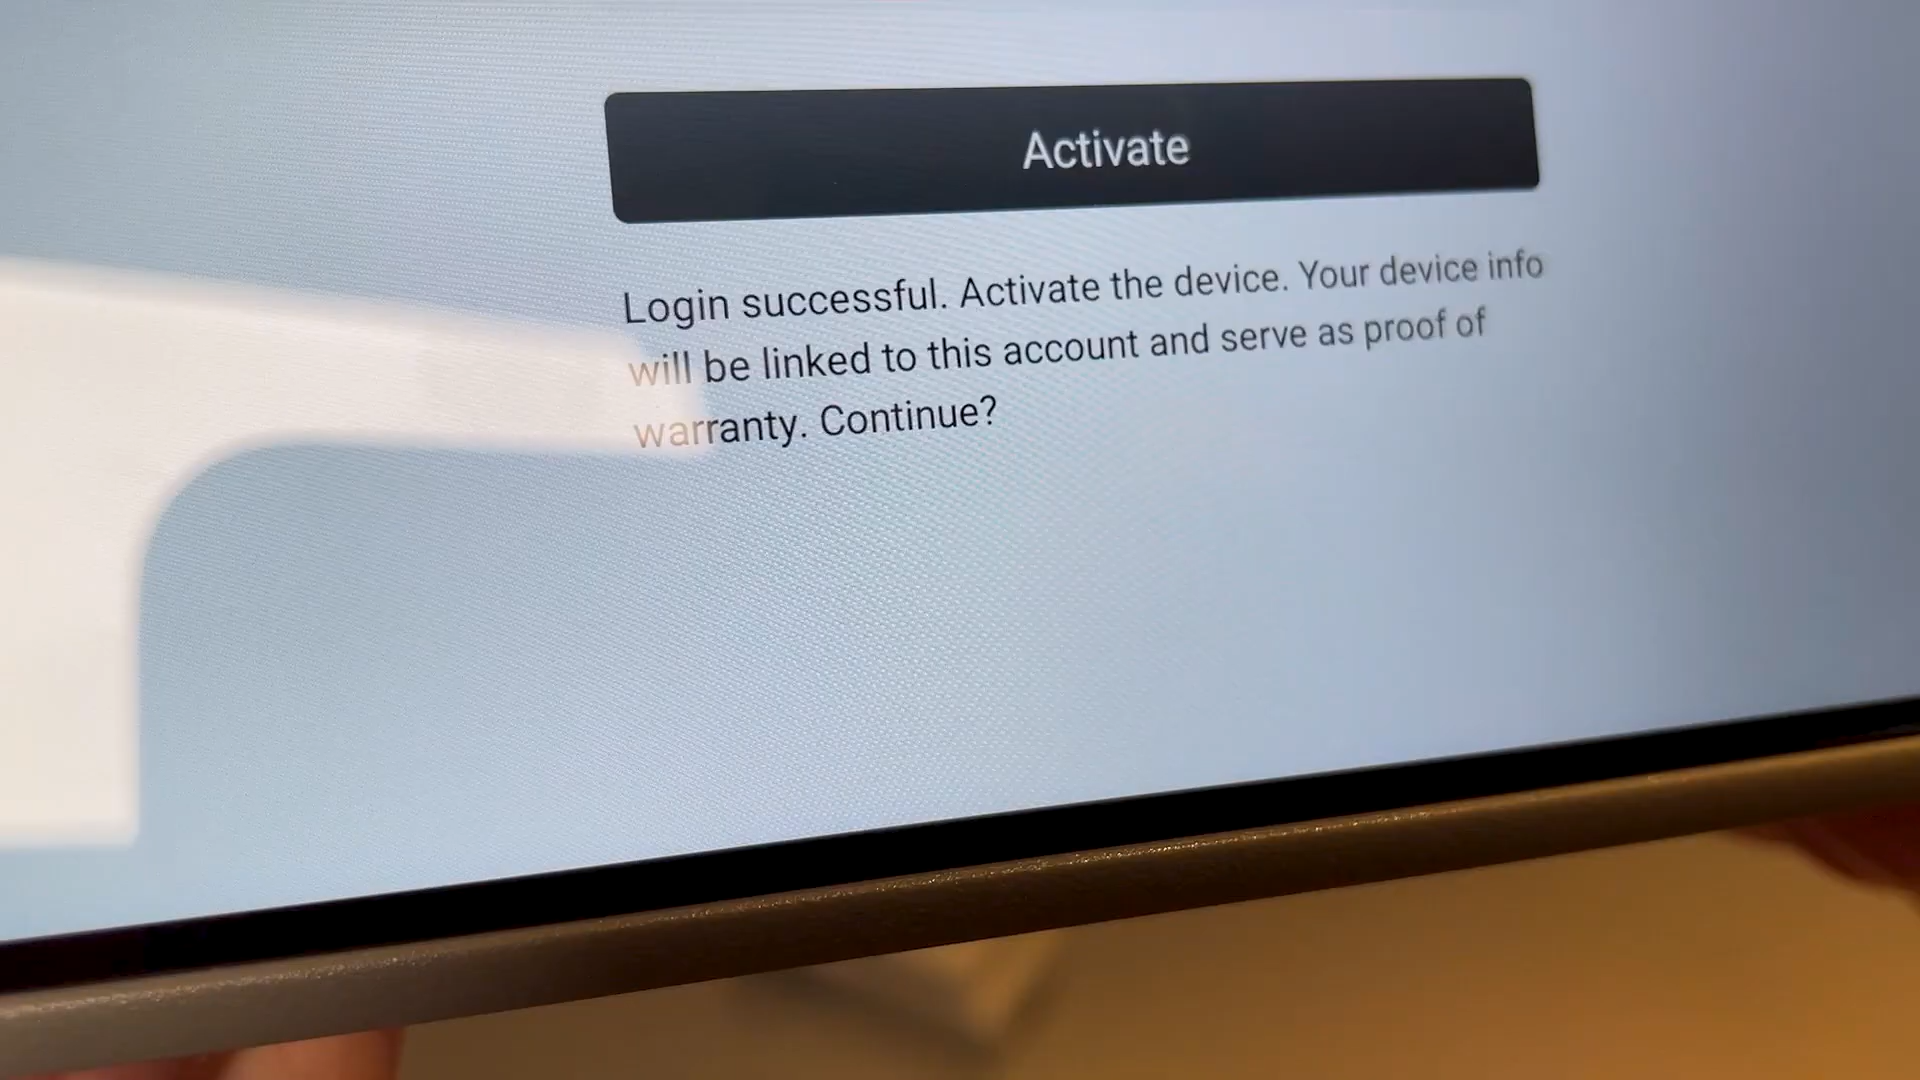 Activate
Login successful. Activate the device. Your device info
will be linked to this account and serve as proof of
warranty. Continue?